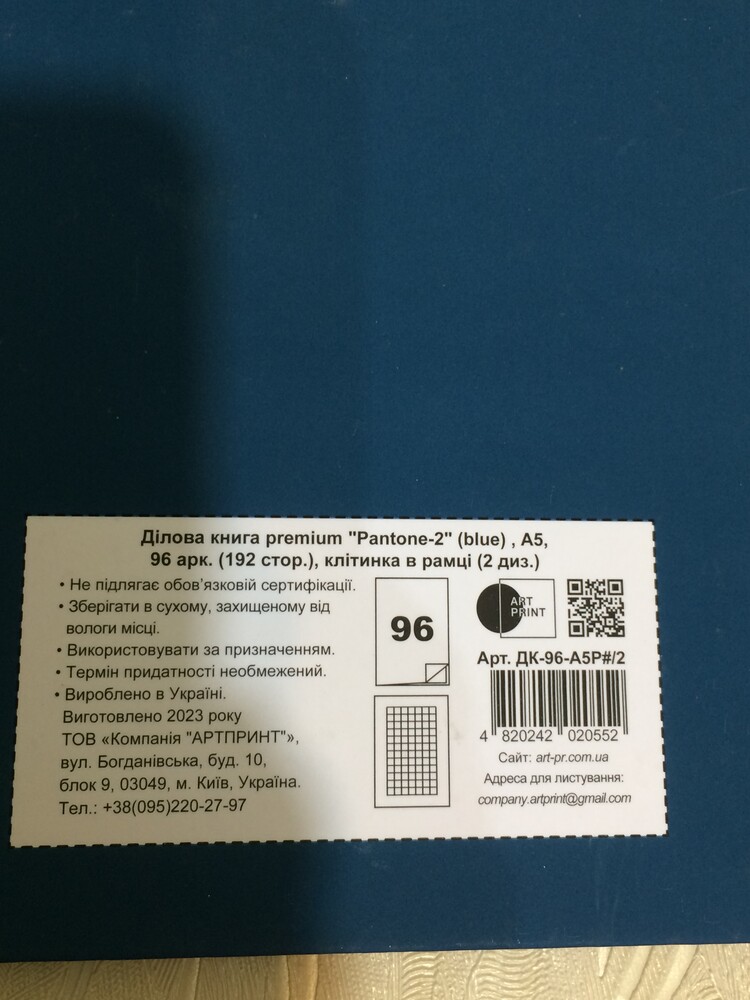 Ділова книга premium "Pantone-2" (blue) , А5,
96 арк. (192 стор.), клітинка в рамці (2 диз.)
• Не підлягає обов'язковій сертифікації.
• Зберігати в сухому, захищеному від
вологи місці.
• Використовувати за призначенням.
• Термін придатності необмежений.
• Вироблено в Україні.
Виготовлено 2023 року
ТОВ «Компанія "АРТПРИНТ"»,
вул. Богданівська, буд. 10,
блок 9, 03049, м. Київ, Україна.
Тел.: +38(095)220-27-97
96
ART
PRINT
Арт. ДК-96-А5Р#/2
4 820242 020552
Сайт: art-pr.com.ua
Адреса для листування:
company.artprint@gmail.com